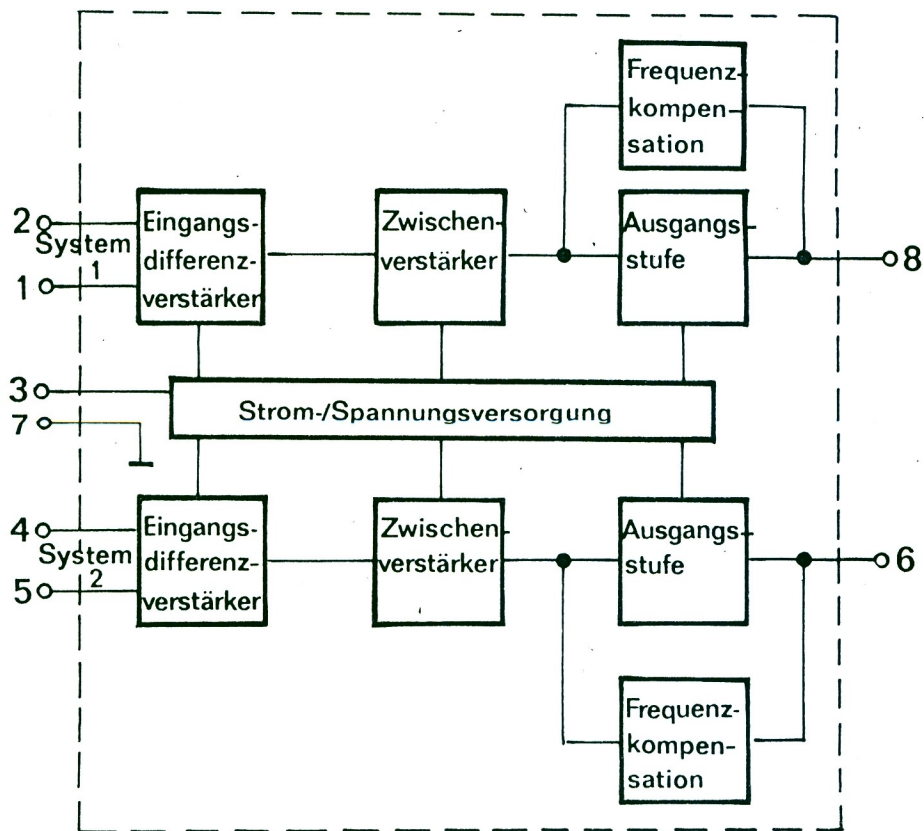 Frequenz-
kompen-
sation
2
System
1
1
Eingangs-
differenz-
verstärker
Zwischen-
verstärker
Ausgangs-
stufe
8
3
7
Strom-/Spannungsversorgung
4
System
2
5
Eingangs-
differenz-
verstärker
Zwischen-
verstärker
Ausgangs-
stufe
6
Frequenz-
kompen-
sation